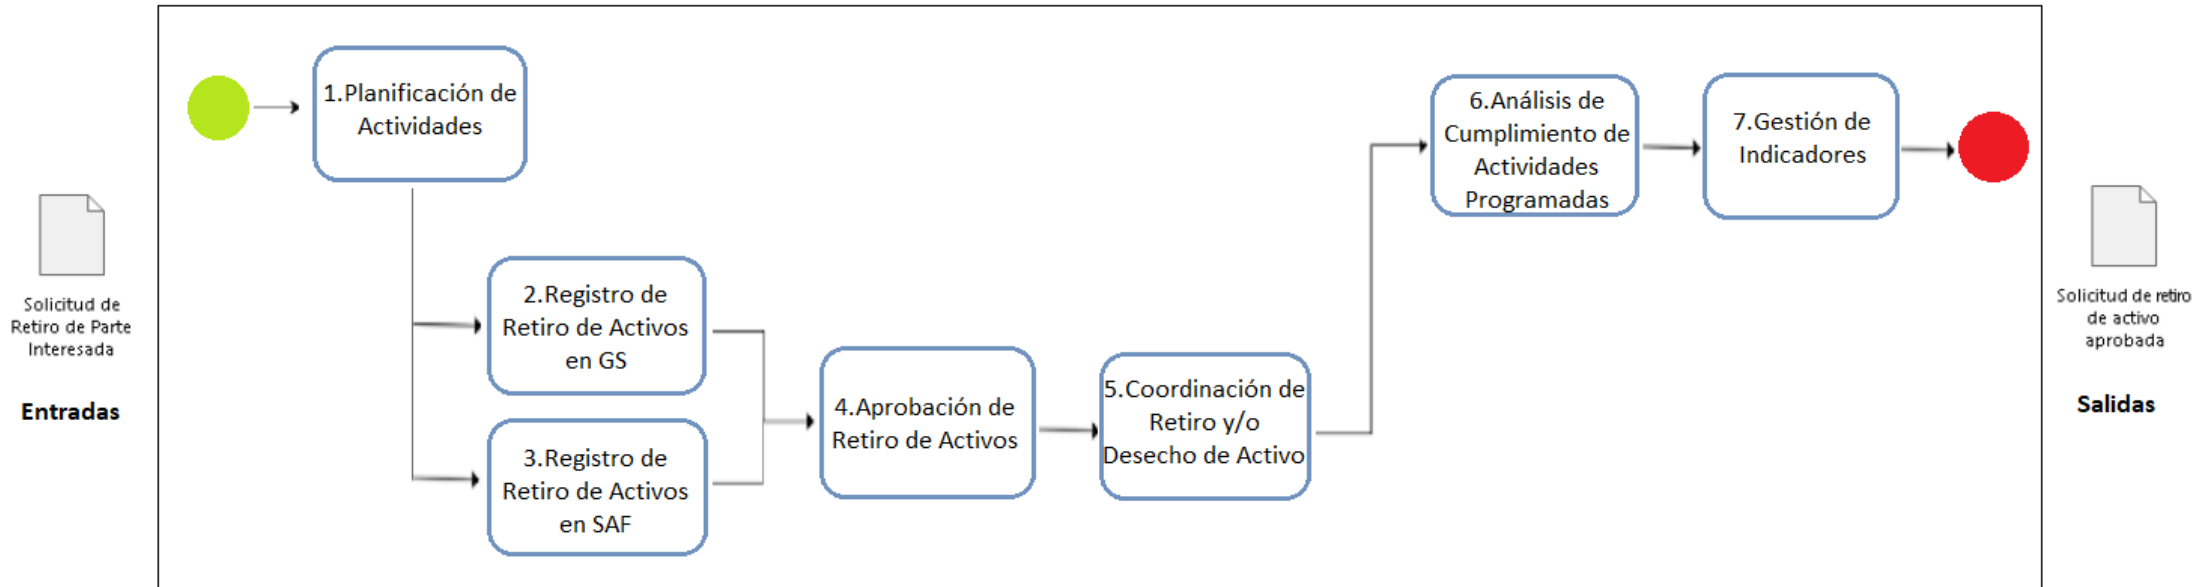 Solicitud de
Retiro de Parte
Interesada
Entradas
1.Planificación de
Actividades
2.Registro de
Retiro de Activos
en GS
3.Registro de
Retiro de Activos
en SAF
4.Aprobación de
Retiro de Activos
5.Coordinación de
Retiro y/o
Desecho de Activo
6.Análisis de
Cumplimiento de
Actividades
Programadas
7.Gestión de
Indicadores
Solicitud de retiro
de activo
aprobada
Salidas